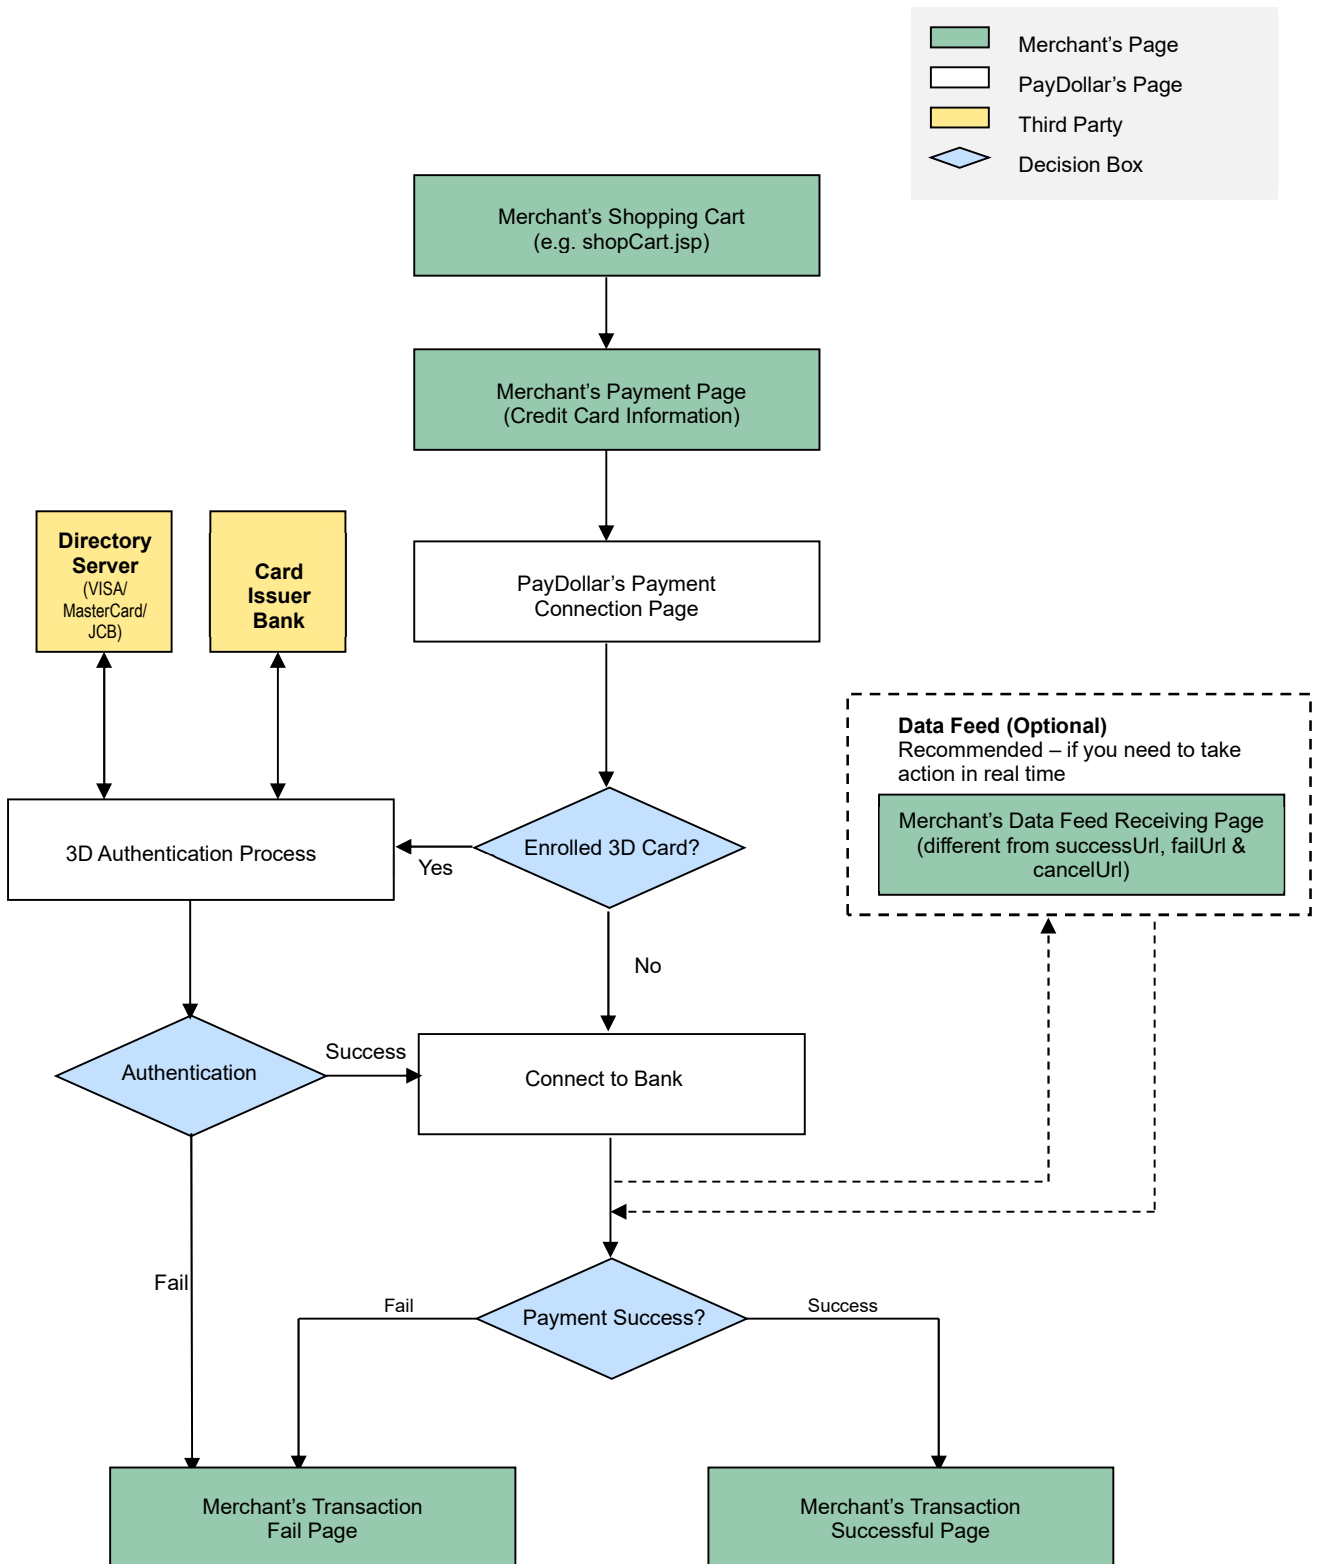 Merchant’s Page
PayDollar’s Page
Third Party
Decision Box
Merchant’s Shopping Cart
(e.g. shopCart.jsp)
Merchant’s Payment Page
(Credit Card Information)
Directory
Server
(VISA/
MasterCard/
JCB)
Card
Issuer
Bank
PayDollar’s Payment
Connection Page
Data Feed (Optional)
Recommended – if you need to take
action in real time
Merchant’s Data Feed Receiving Page
(different from successUrl, failUrl &
cancelUrl)
3D Authentication Process
Yes
Enrolled 3D Card?
No
Authentication
Success
Connect to Bank
Fail
Fail
Payment Success?
Success
Merchant’s Transaction
Fail Page
Merchant’s Transaction
Successful Page